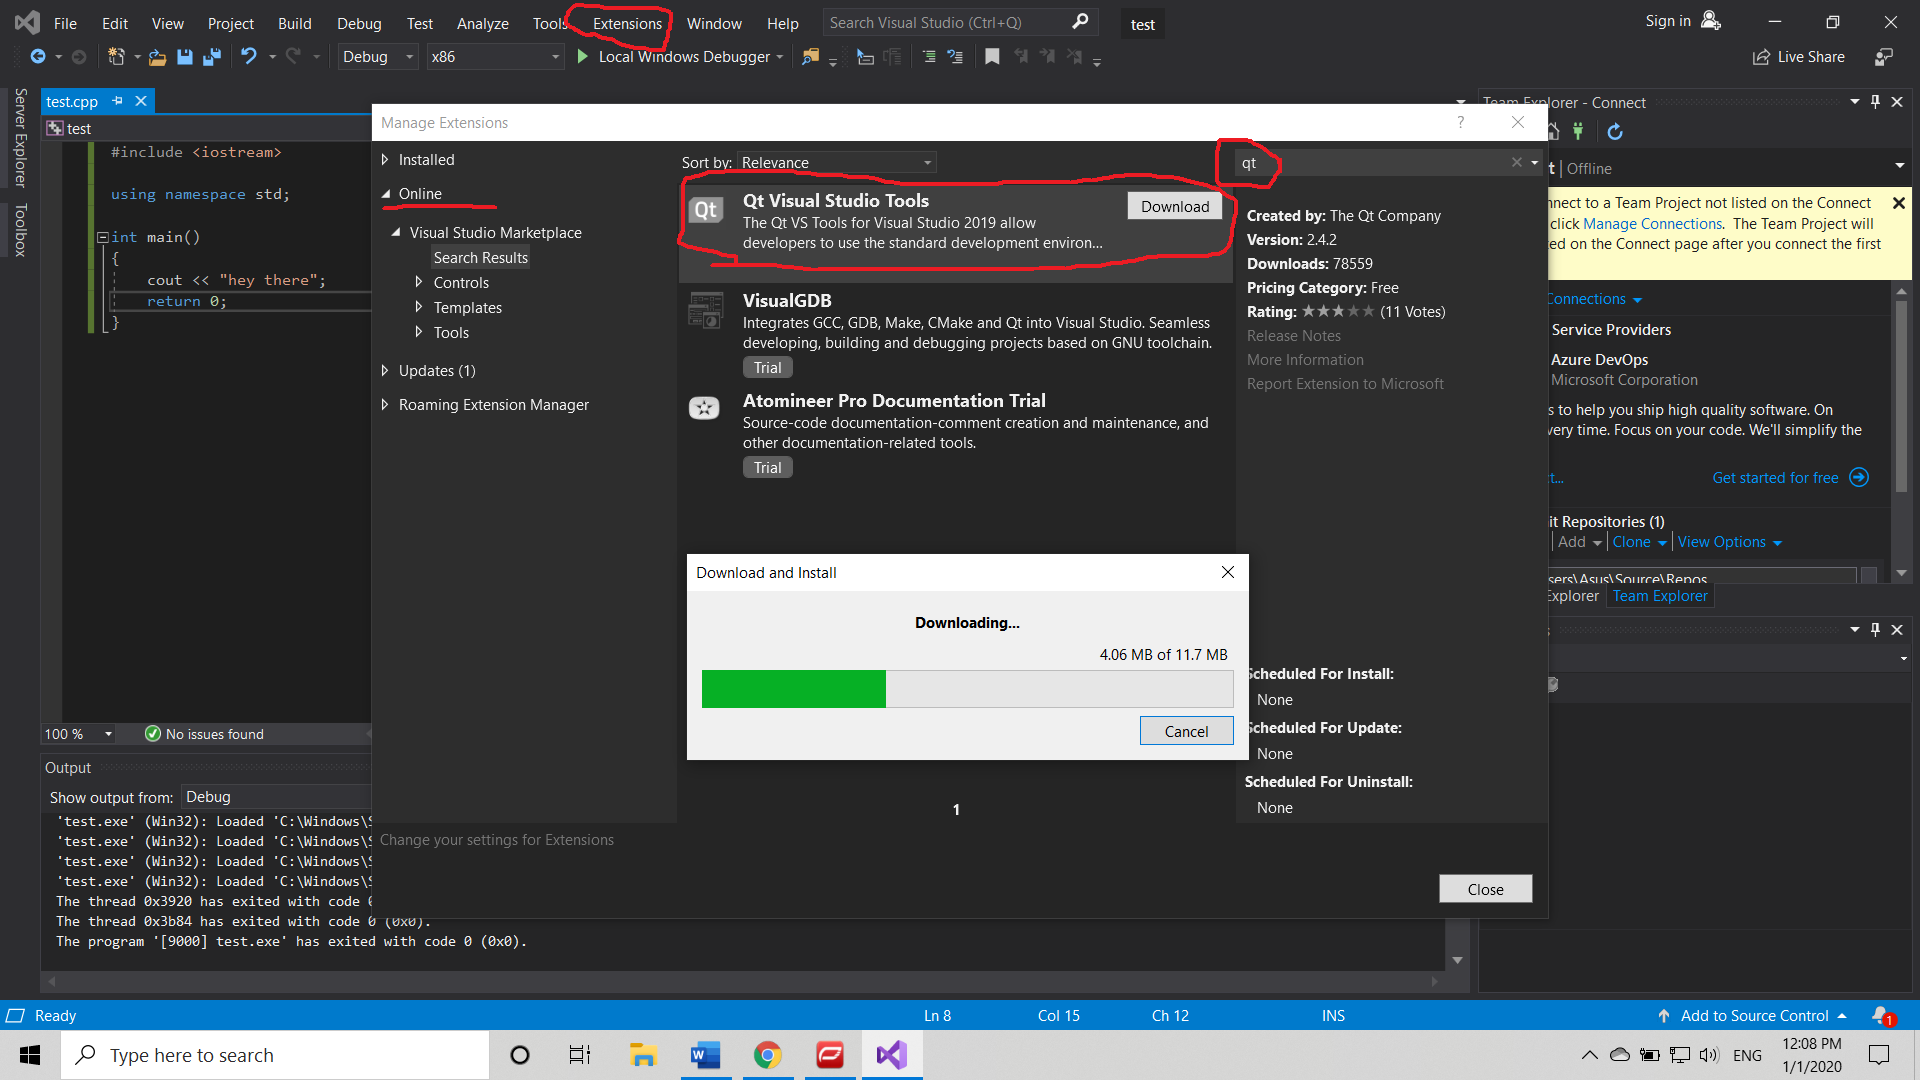 File Edit View Project Build Debug Test Analyze Tools Extensions Window Help Search Visual Studio (Ctrl+Q) test Sign in
Debug x86 Local Windows Debugger Live Share
Server Explorer
Toolbox
test.cpp
test
#include <iostream>
using namespace std;
int main()
{
cout << "hey there";
return 0;
}
100 % No issues found
Output
Show output from: Debug
'test.exe' (Win32): Loaded 'C:\Windows\
'test.exe' (Win32): Loaded 'C:\Windows\
'test.exe' (Win32): Loaded 'C:\Windows\
'test.exe' (Win32): Loaded 'C:\Windows\
The thread 0x3920 has exited with code
The thread 0x3b84 has exited with code 0 (0x0).
The program '[9000] test.exe' has exited with code 0 (0x0).
Manage Extensions ?
Installed
Online
Visual Studio Marketplace
Search Results
Controls
Templates
Tools
Updates (1)
Roaming Extension Manager
Change your settings for Extensions
Sort by: Relevance
qt
Qt
Qt Visual Studio Tools
Download
The Qt VS Tools for Visual Studio 2019 allow
developers to use the standard development environ...
VisualGDB
Integrates GCC, GDB, Make, CMake and Qt into Visual Studio. Seamless
developing, building and debugging projects based on GNU toolchain.
Trial
Atomineer Pro Documentation Trial
Source-code documentation-comment creation and maintenance, and
other documentation-related tools.
Trial
1
Created by: The Qt Company
Version: 2.4.2
Downloads: 78559
Pricing Category: Free
Rating: (11 Votes)
Release Notes
More Information
Report Extension to Microsoft
Scheduled For Install:
None
Scheduled For Update:
None
Scheduled For Uninstall:
None
Close
Download and Install
Downloading...
4.06 MB of 11.7 MB
Cancel
Team Explorer - Connect
t | Offline
nnect to a Team Project not listed on the Connect
click Manage Connections. The Team Project will
ed on the Connect page after you connect the first
Connections
Service Providers
Azure DevOps
Microsoft Corporation
s to help you ship high quality software. On
very time. Focus on your code. We'll simplify the
t... Get started for free
it Repositories (1)
Add Clone View Options
sers\Asus\Source\Repos
Explorer Team Explorer
Ready Ln 8 Col 15 Ch 12 INS Add to Source Control 1
Type here to search ENG 12:08 PM
1/1/2020